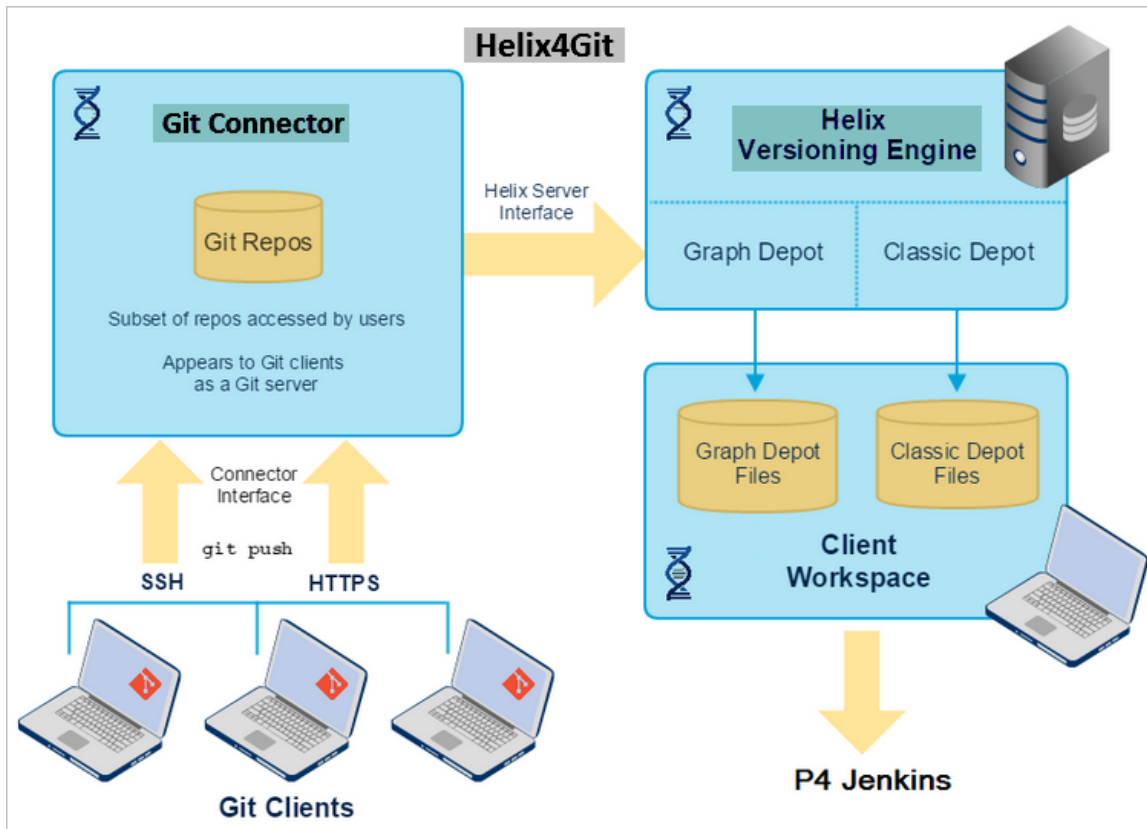 Helix4Git
Git Connector
Git Repos
Subset of repos accessed by users
Appears to Git clients
as a Git server
Helix Server
Interface
Helix
Versioning Engine
Graph Depot
Classic Depot
Graph Depot
Files
Classic Depot
Files
Client
Workspace
Connector
Interface
git push
SSH
HTTPS
Git Clients
P4 Jenkins